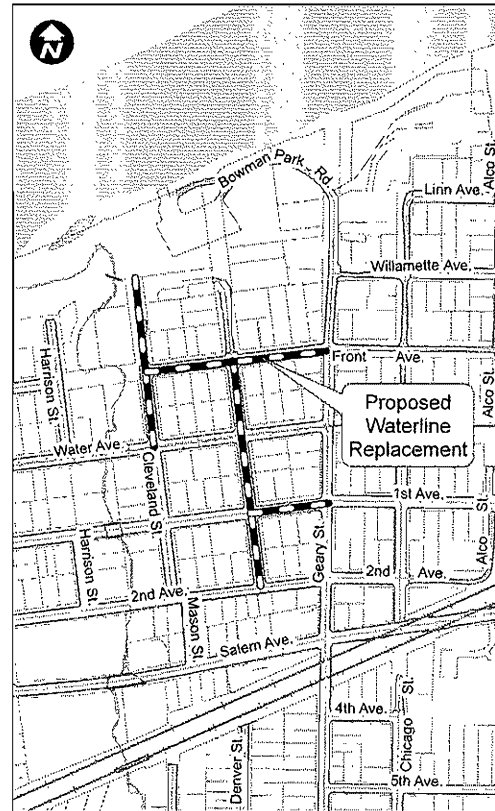 N
Bowman Park Rd.
Alco St.
Linn Ave.
Willamette Ave.
Harrison St.
Front Ave.
Proposed
Waterline
Replacement
Alco St.
Water Ave.
Cleveland St.
1st Ave.
Harrison St.
Geary St.
Alco St.
2nd Ave.
2nd Ave.
Mason St.
Salem Ave.
4th Ave.
Chicago St.
Denver St.
5th Ave.